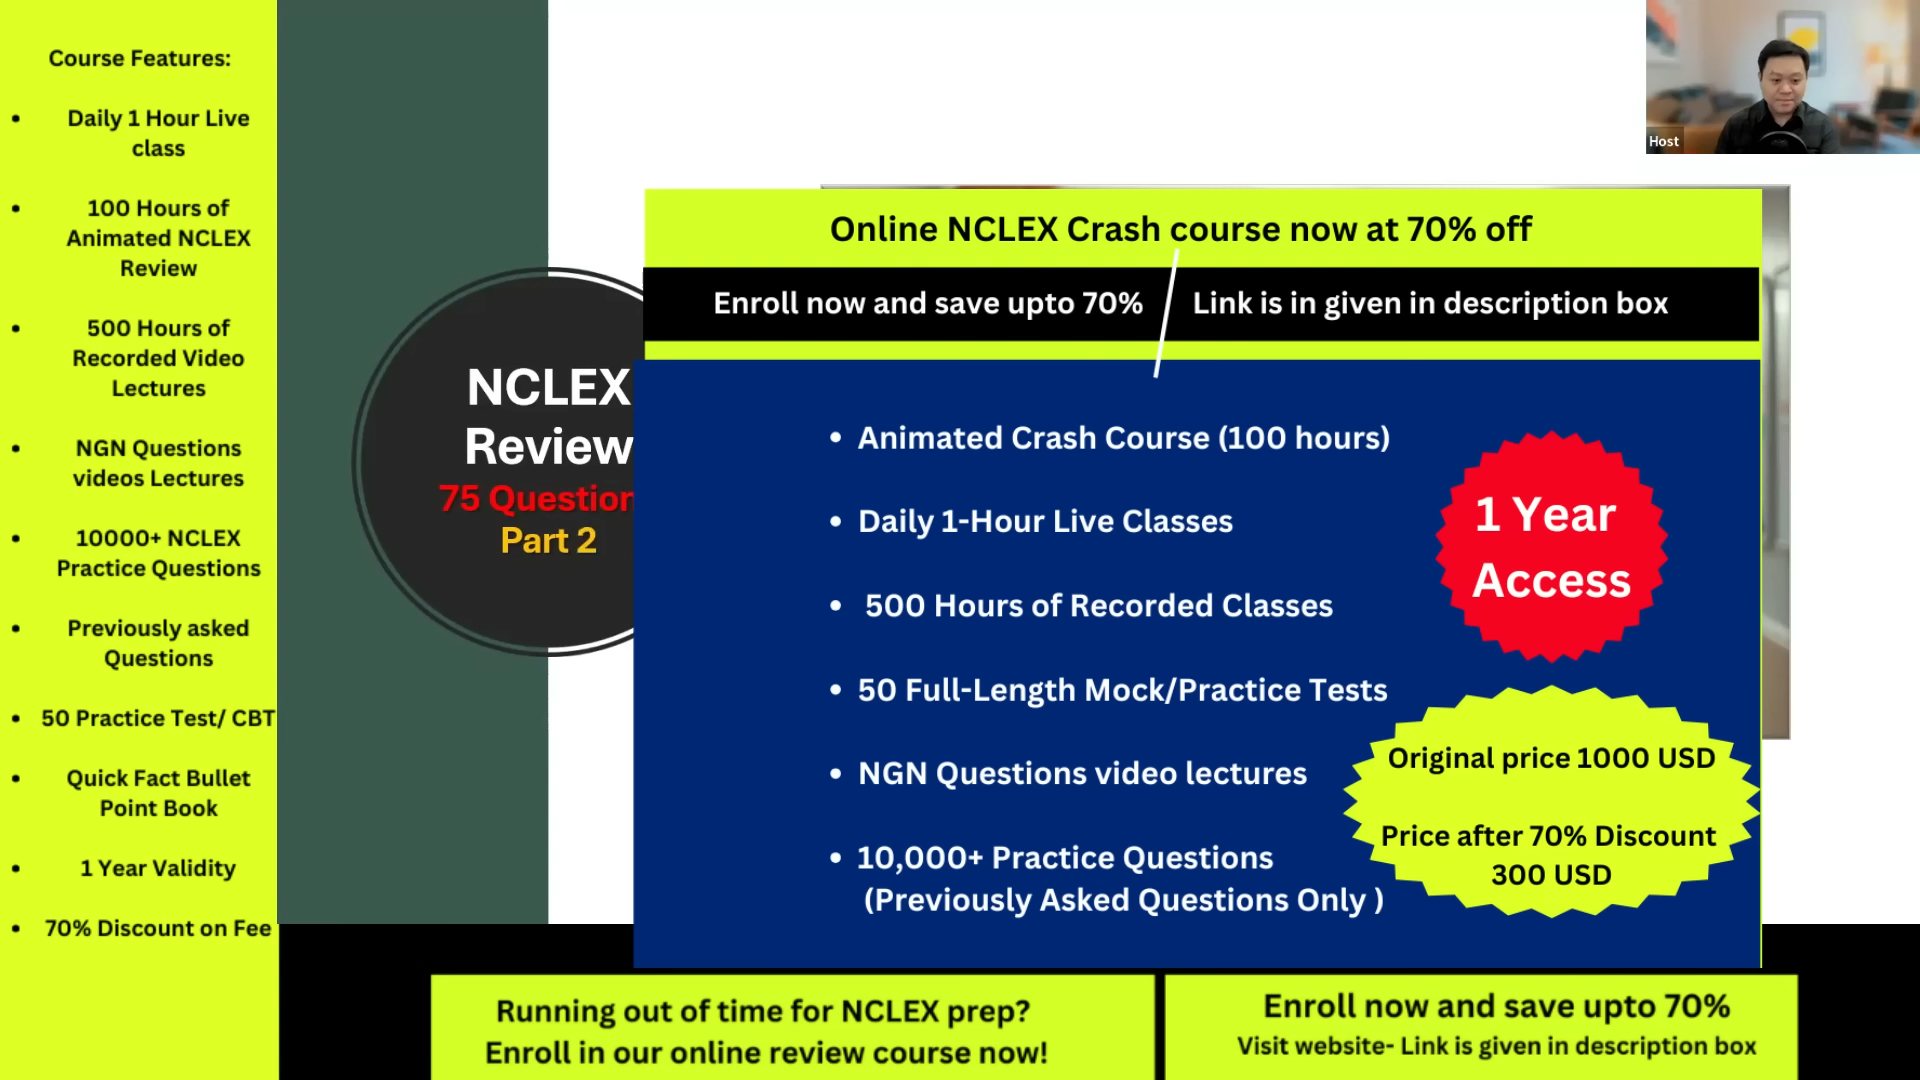 Course Features:
Daily 1 Hour Live
class
100 Hours of
Animated NCLEX
Review
500 Hours of
Recorded Video
Lectures
NGN Questions
videos Lectures
10000+ NCLEX
Practice Questions
Previously asked
Questions
50 Practice Test/ CBT
Quick Fact Bullet
Point Book
1 Year Validity
70% Discount on Fee
NCLEX
Review
75 Question
Part 2
Host
Online NCLEX Crash course now at 70% off
Enroll now and save upto 70%
Link is in given in description box
Animated Crash Course (100 hours)
Daily 1-Hour Live Classes
500 Hours of Recorded Classes
50 Full-Length Mock/Practice Tests
NGN Questions video lectures
10,000+ Practice Questions
(Previously Asked Questions Only )
1 Year
Access
Original price 1000 USD
Price after 70% Discount
300 USD
Running out of time for NCLEX prep?
Enroll in our online review course now!
Enroll now and save upto 70%
Visit website- Link is given in description box